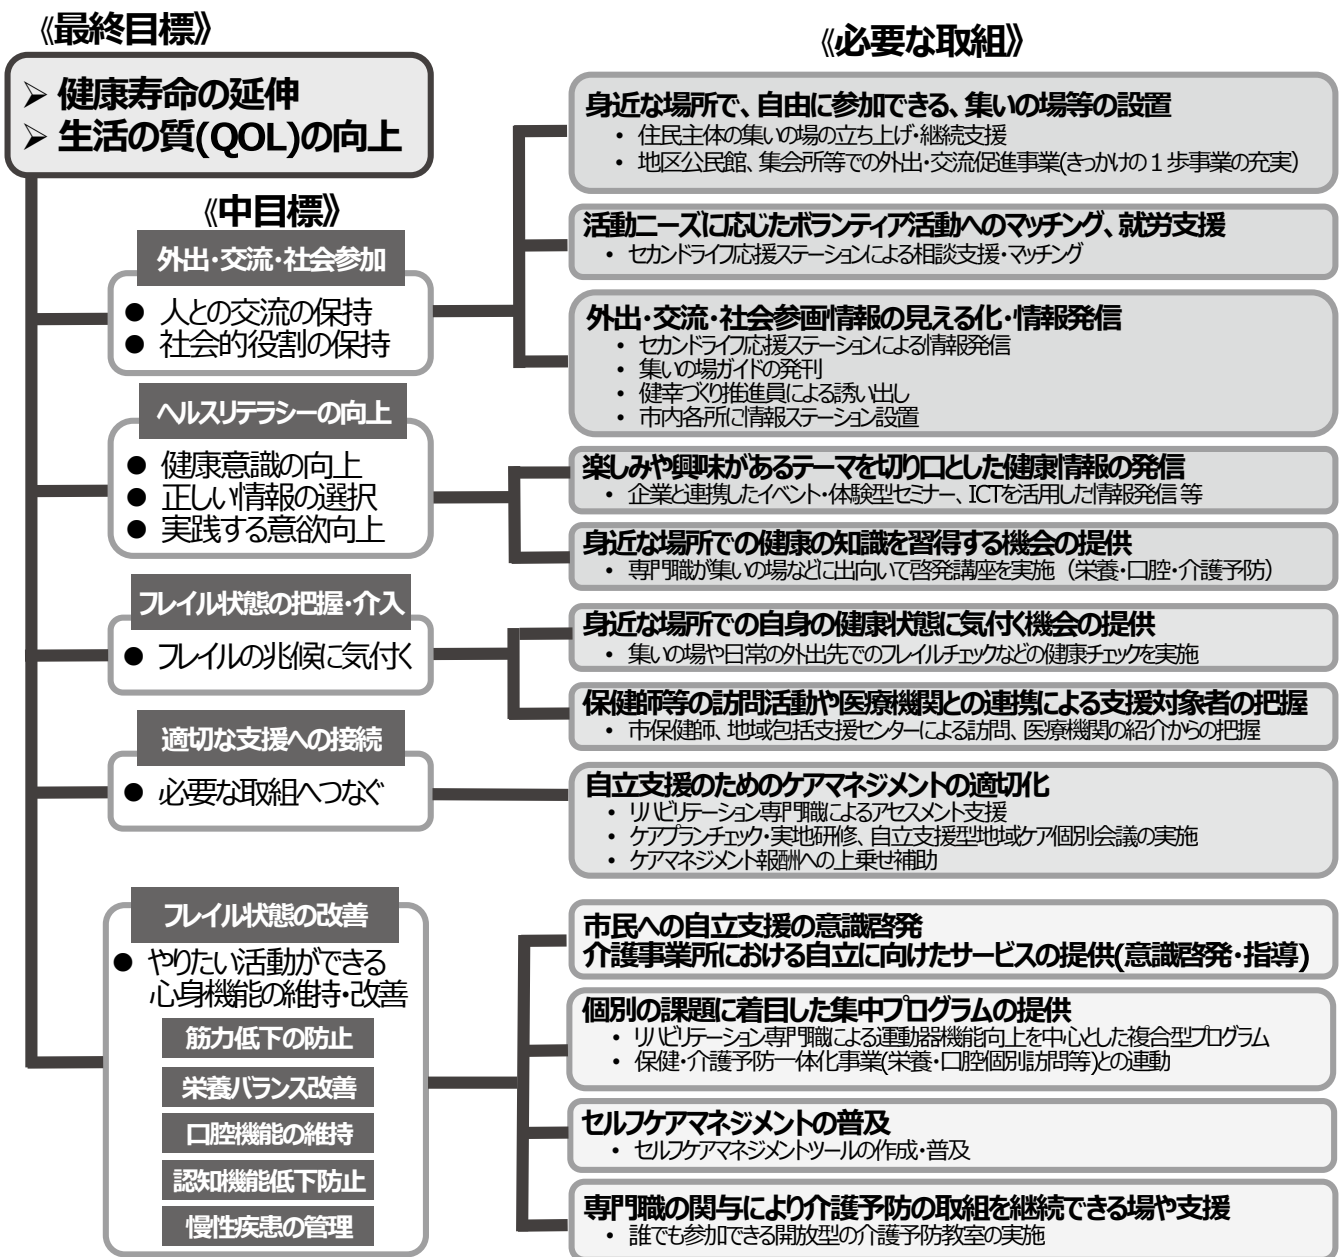 《最終目標》
➢ 健康寿命の延伸
➢ 生活の質(QOL)の向上
《中目標》
外出・交流・社会参加
● 人との交流の保持
● 社会的役割の保持
ヘルスリテラシーの向上
● 健康意識の向上
● 正しい情報の選択
● 実践する意欲向上
フレイル状態の把握・介入
● フレイルの兆候に気付く
適切な支援への接続
● 必要な取組へつなぐ
フレイル状態の改善
● やりたい活動ができる
心身機能の維持・改善
筋力低下の防止
栄養バランス改善
口腔機能の維持
認知機能低下防止
慢性疾患の管理
《必要な取組》
身近な場所で、自由に参加できる、集いの場等の設置
• 住民主体の集いの場の立ち上げ・継続支援
• 地区公民館、集会所等での外出・交流促進事業(きっかけの１歩事業の充実）
活動ニーズに応じたボランティア活動へのマッチング、就労支援
• セカンドライフ応援ステーションによる相談支援・マッチング
外出・交流・社会参画情報の見える化・情報発信
• セカンドライフ応援ステーションによる情報発信
• 集いの場ガイドの発刊
• 健幸づくり推進員による誘い出し
• 市内各所に情報ステーション設置
楽しみや興味があるテーマを切り口とした健康情報の発信
• 企業と連携したイベント・体験型セミナー、ICTを活用した情報発信 等
身近な場所での健康の知識を習得する機会の提供
• 専門職が集いの場などに出向いて啓発講座を実施（栄養・口腔・介護予防）
身近な場所での自身の健康状態に気付く機会の提供
• 集いの場や日常の外出先でのフレイルチェックなどの健康チェックを実施
保健師等の訪問活動や医療機関との連携による支援対象者の把握
• 市保健師、地域包括支援センターによる訪問、医療機関の紹介からの把握
自立支援のためのケアマネジメントの適切化
• リハビリテーション専門職によるアセスメント支援
• ケアプランチェック・実地研修、自立支援型地域ケア個別会議の実施
• ケアマネジメント報酬への上乗せ補助
市民への自立支援の意識啓発
介護事業所における自立に向けたサービスの提供(意識啓発・指導)
個別の課題に着目した集中プログラムの提供
• リハビリテーション専門職による運動器機能向上を中心とした複合型プログラム
• 保健・介護予防一体化事業(栄養・口腔個別訪問等)との連動
セルフケアマネジメントの普及
• セルフケアマネジメントツールの作成・普及
専門職の関与により介護予防の取組を継続できる場や支援
• 誰でも参加できる開放型の介護予防教室の実施